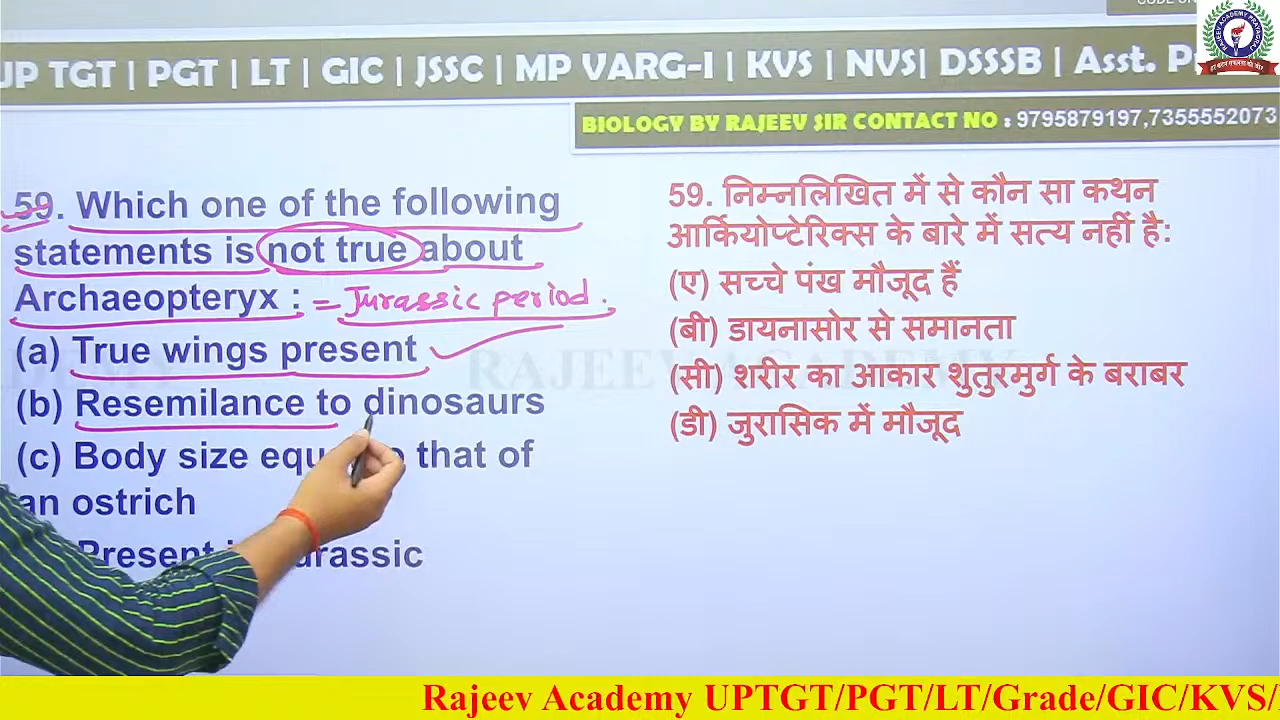 UP TGT | PGT | LT | GIC | JSSC | MP VARG-I | KVS | NVS| DSSSB | Asst.
BIOLOGY BY RAJEEV SIR CONTACT NO : 9795879197,7355552073
59. Which one of the following
statements is not true about
Archaeopteryx : = Jurassic period.
(a) True wings present
(b) Resemilance to dinosaurs
(c) Body size that of
an ostrich
Present
59. निम्नलिखित में से कौन सा कथन
आर्कियोप्टेरिक्स के बारे में सत्य नहीं है:
(ए) सच्चे पंख मौजूद हैं
(बी) डायनासोर से समानता
(सी) शरीर का आकार शुतुरमुर्ग के बराबर
(डी) जुरासिक में मौजूद
RAJEEV ACADEMY
Rajeev Academy UPTGT/PGT/LT/Grade/GIC/KVS/